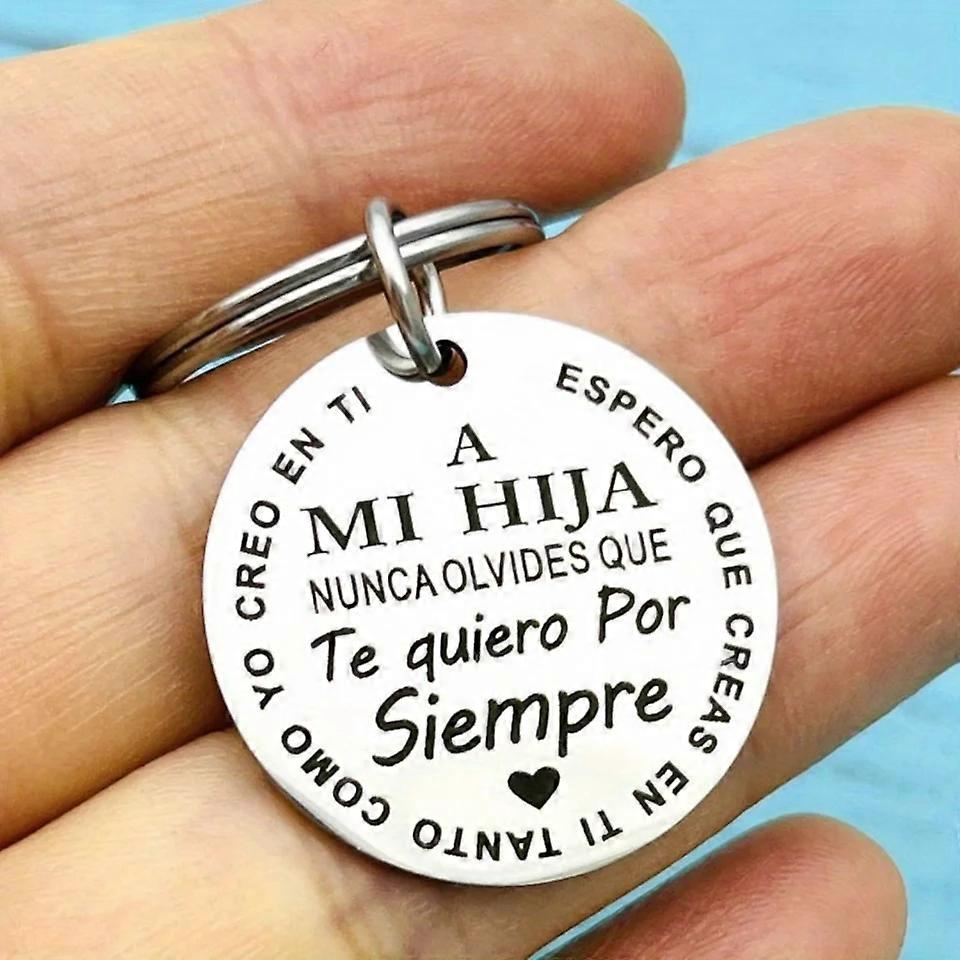 A
MI HIJA
NUNCA OLVIDES QUE
Te quiero Por
Siempre
ESPERO QUE CREAS EN TI TANTO COMO YO CREO EN TI